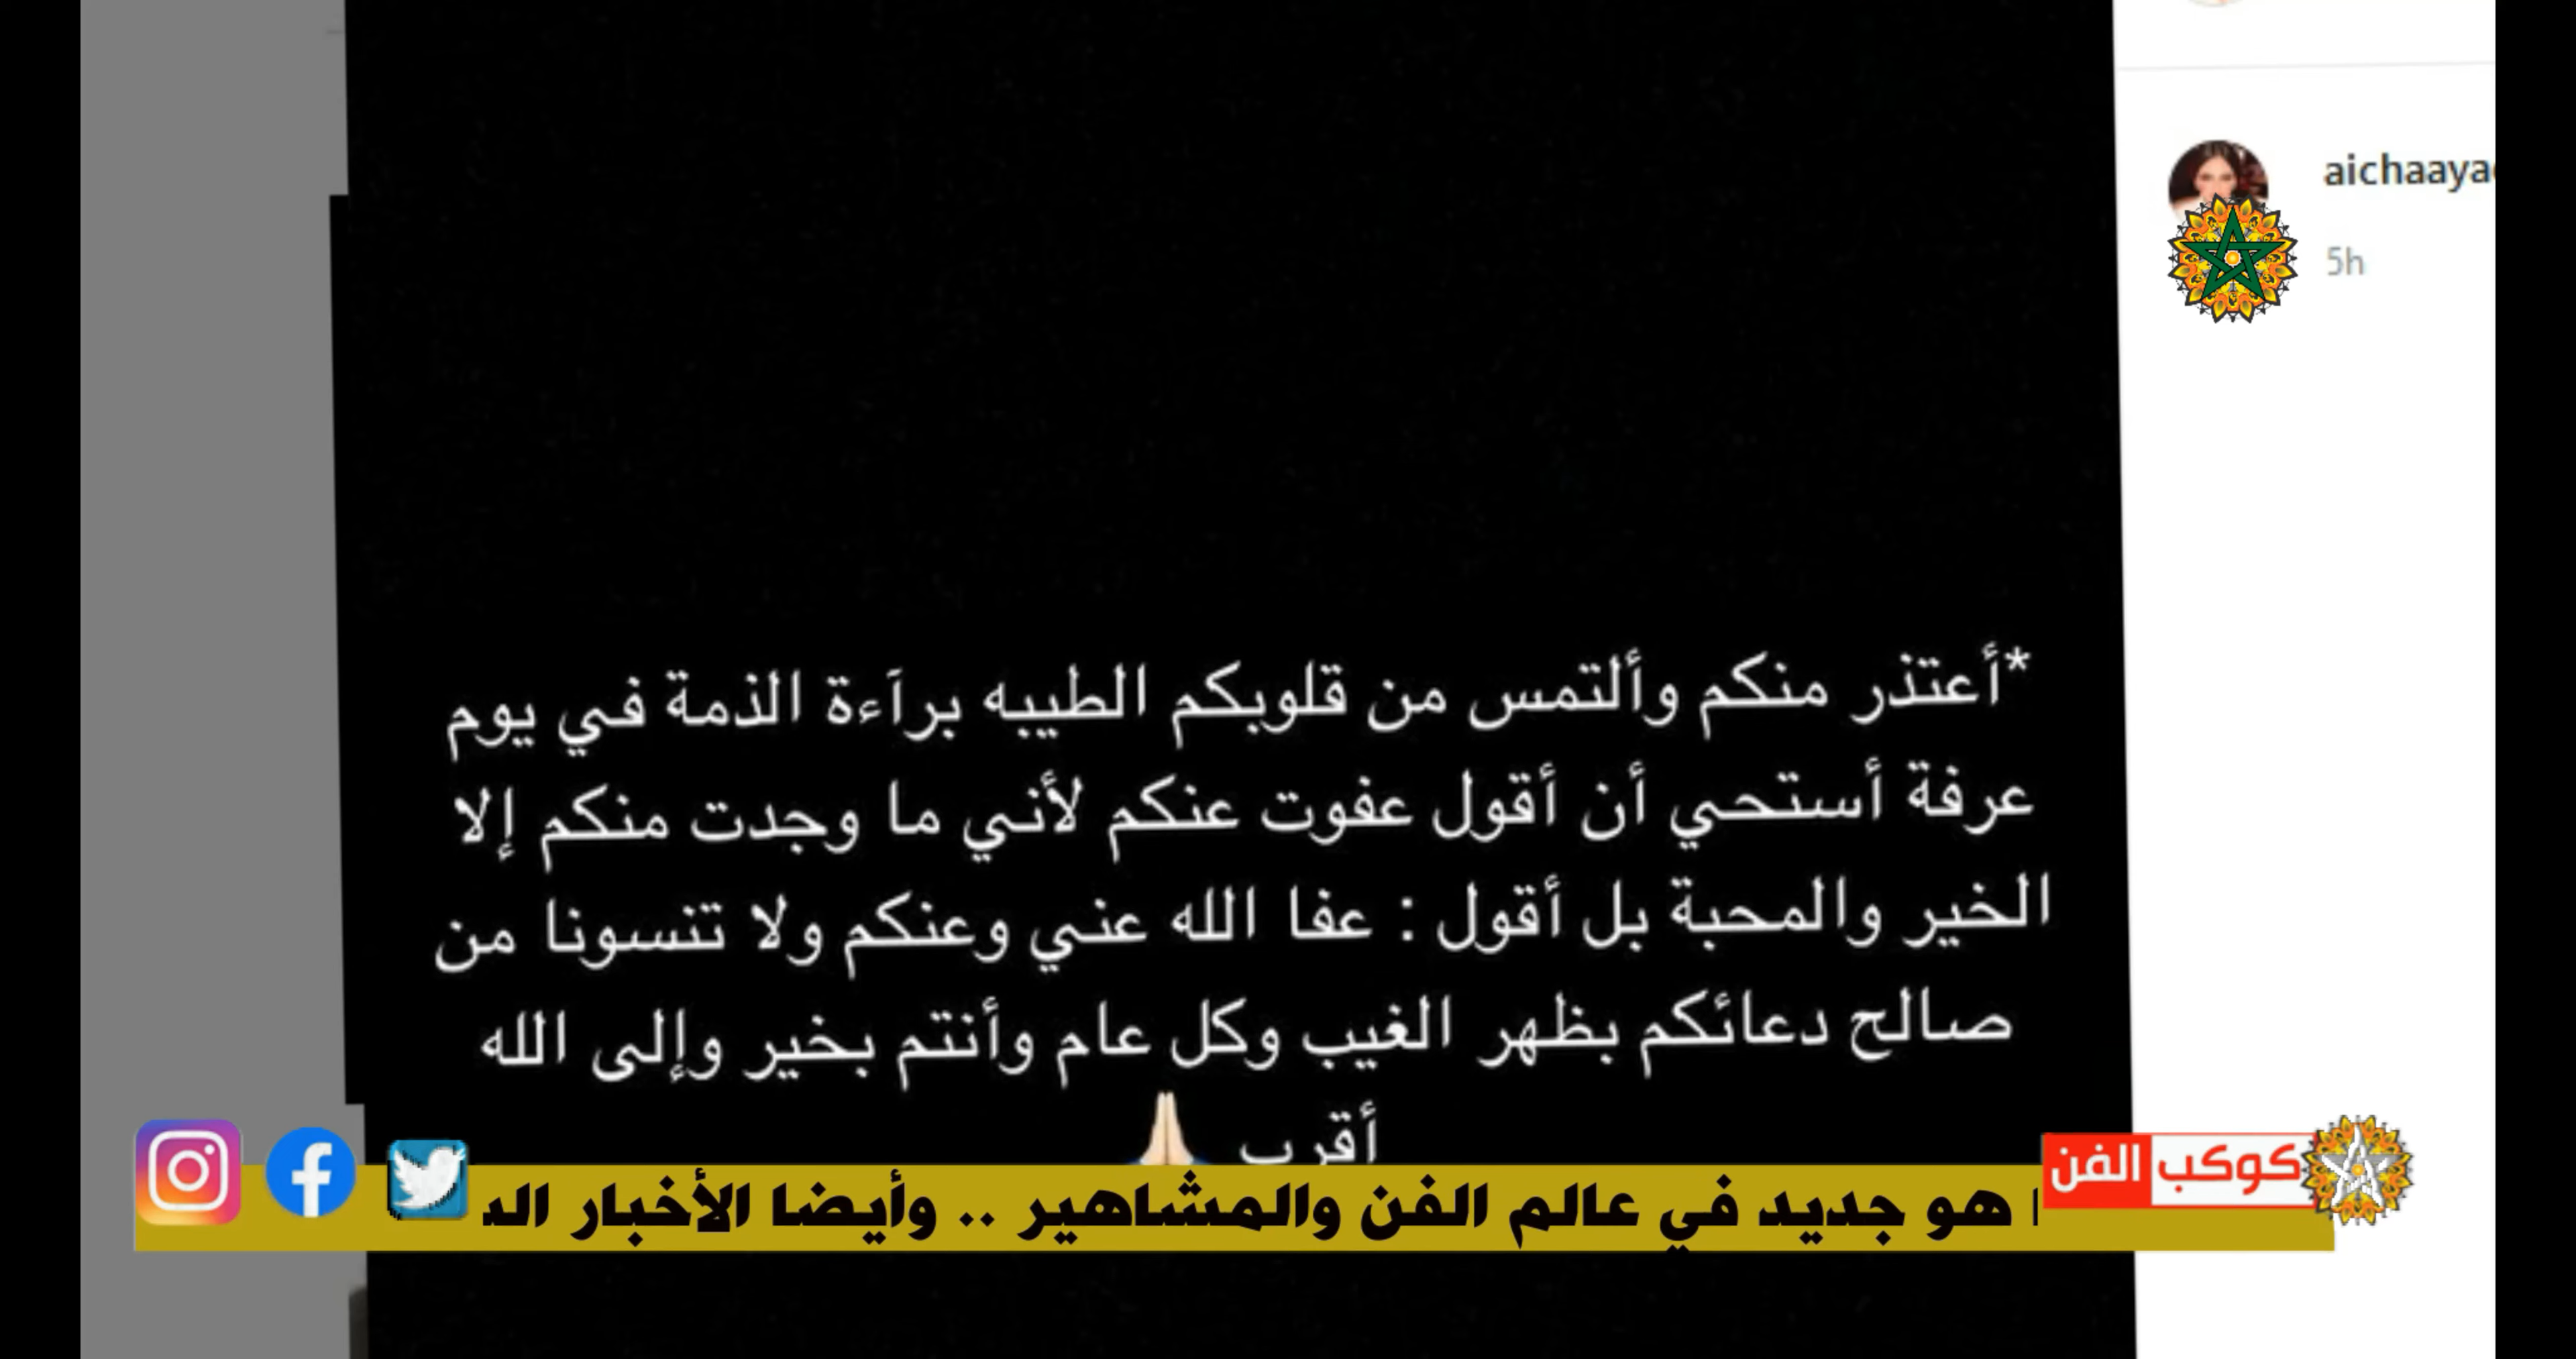 aichaaya
5h
*أعتذر منكم وألتمس من قلوبكم الطيبه برآءة الذمة في يوم
عرفة أستحي أن أقول عفوت عنكم لأني ما وجدت منكم إلا
الخير والمحبة بل أقول : عفا الله عني وعنكم ولا تنسونا من
صالح دعائكم بظهر الغيب وكل عام وأنتم بخير وإلى الله
أقرب 🙏🏻
كوكب الفن
ا هو جديد في عالم الفن والمشاهير .. وأيضا الأخبار الد